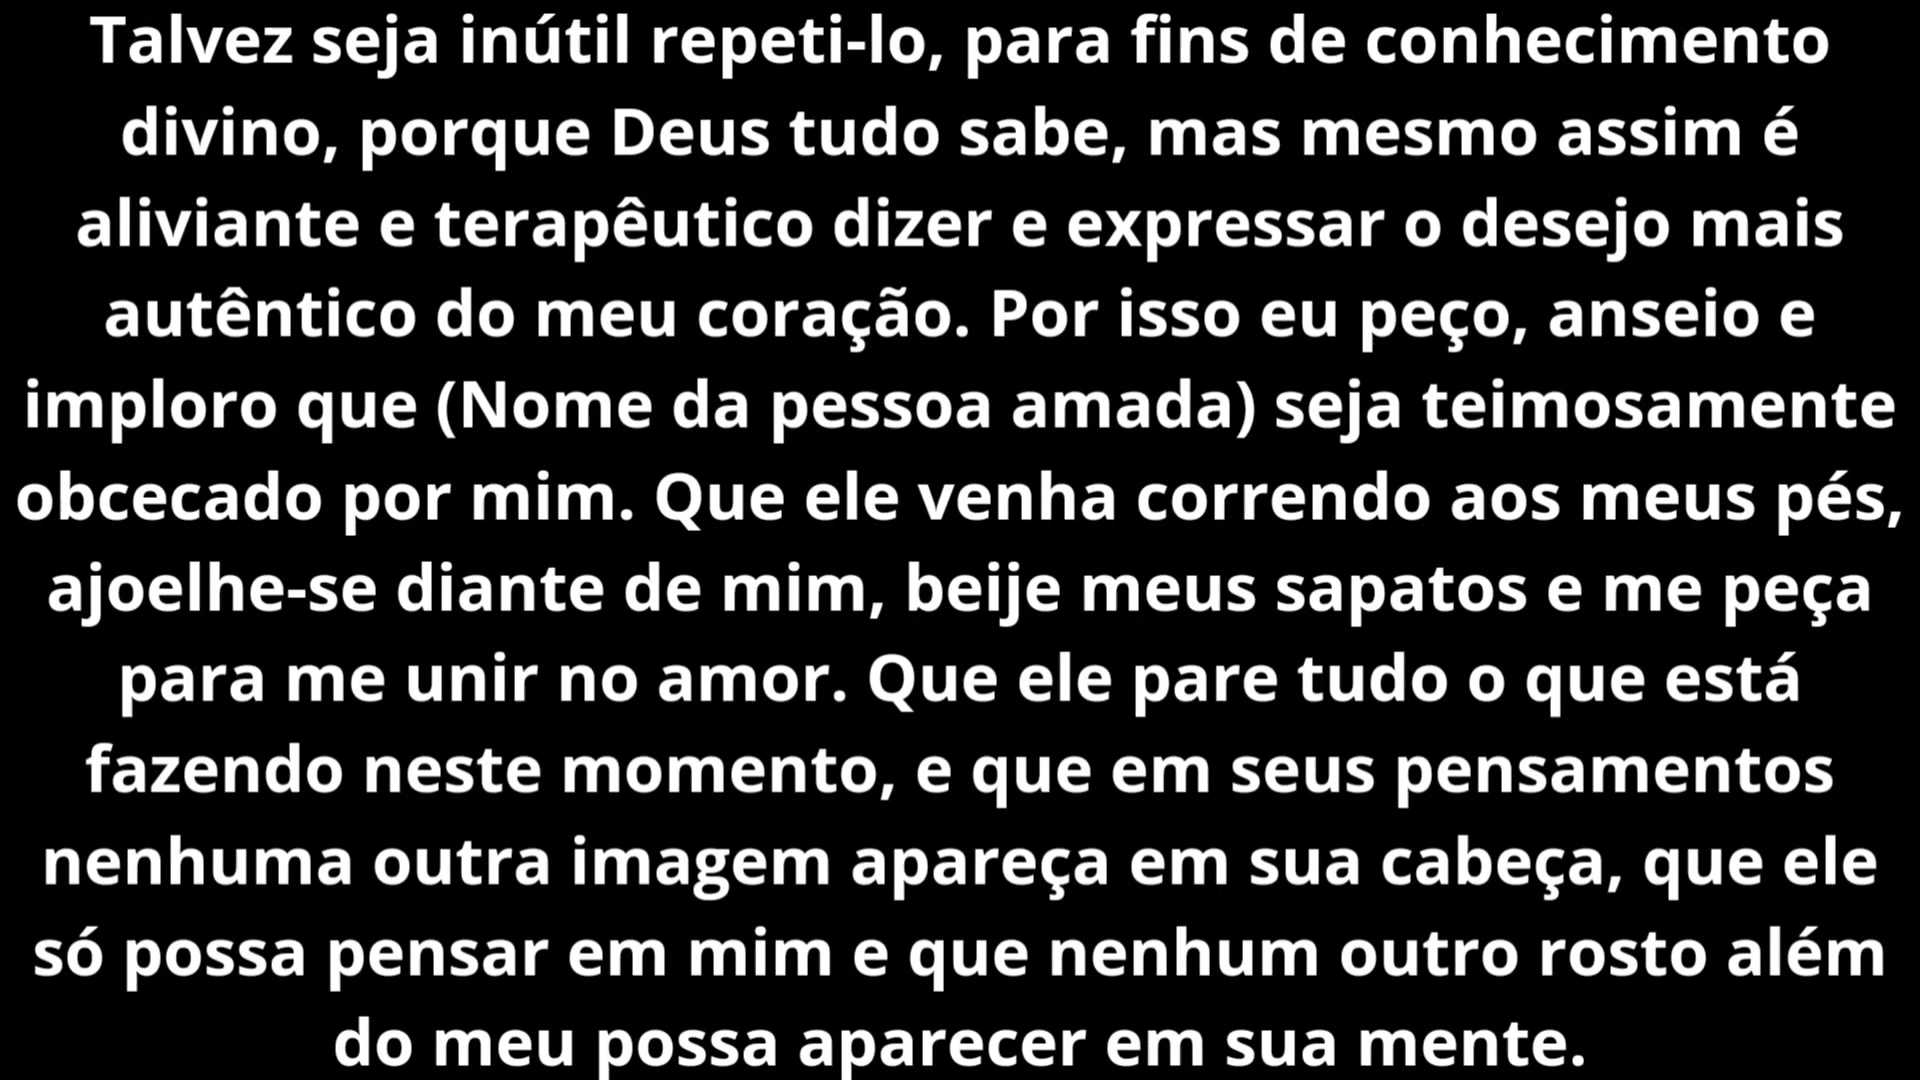 Talvez seja inútil repeti-lo, para fins de conhecimento
divino, porque Deus tudo sabe, mas mesmo assim é
aliviante e terapêutico dizer e expressar o desejo mais
autêntico do meu coração. Por isso eu peço, anseio e
imploro que (Nome da pessoa amada) seja teimosamente
obcecado por mim. Que ele venha correndo aos meus pés,
ajoelhe-se diante de mim, beije meus sapatos e me peça
para me unir no amor. Que ele pare tudo o que está
fazendo neste momento, e que em seus pensamentos
nenhuma outra imagem apareça em sua cabeça, que ele
só possa pensar em mim e que nenhum outro rosto além
do meu possa aparecer em sua mente.